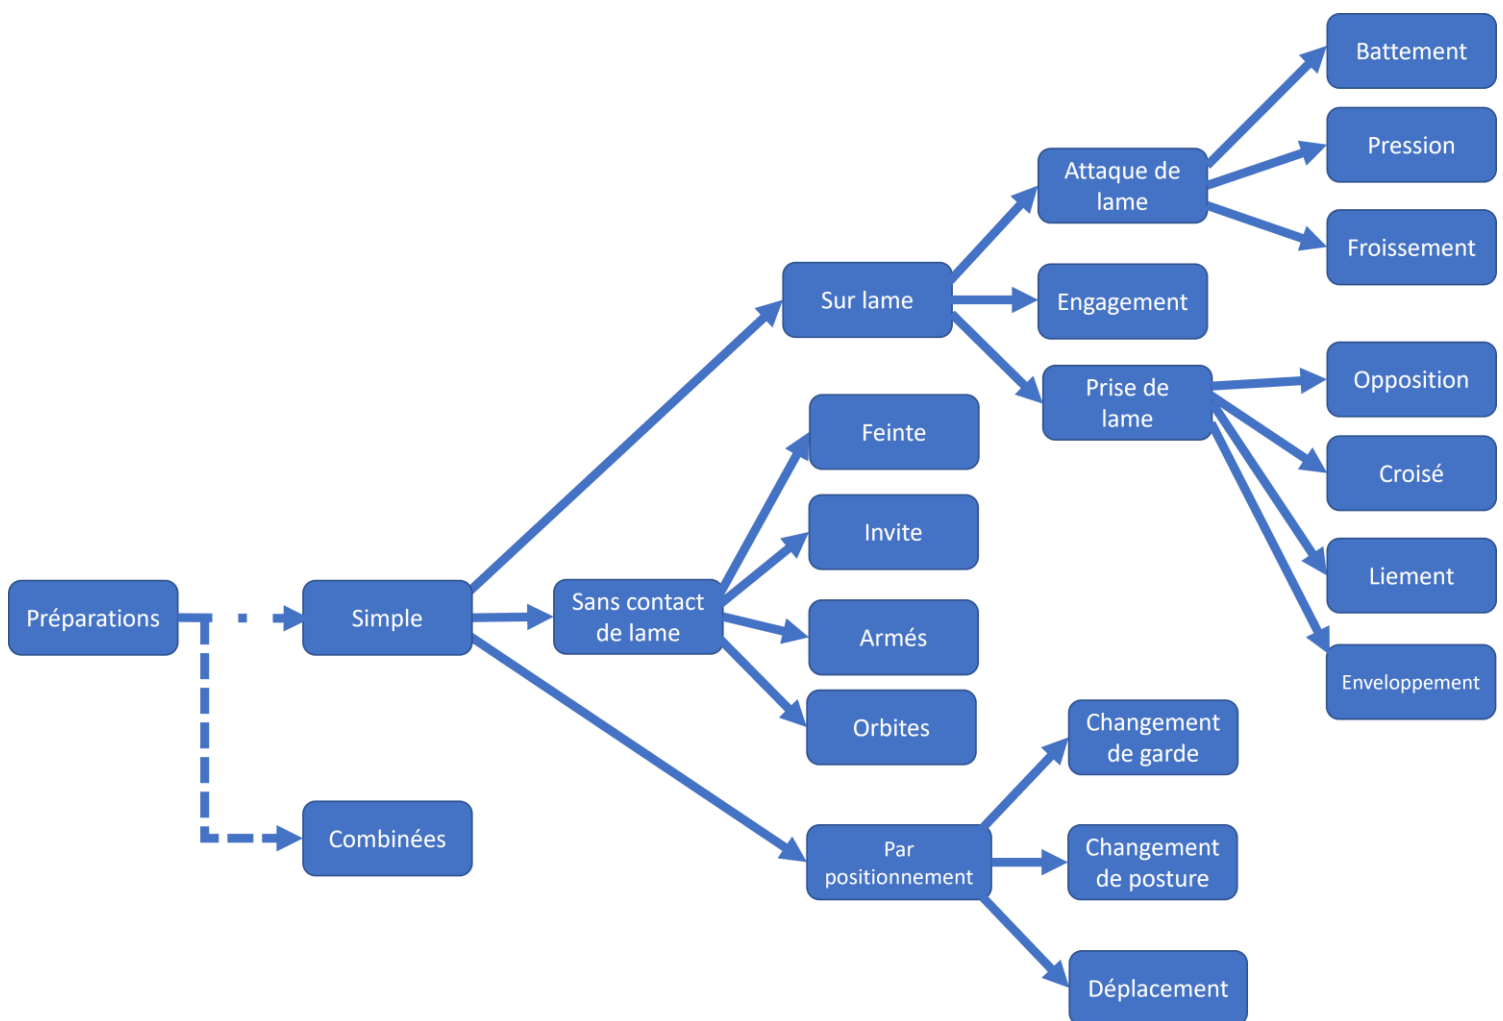 Préparations
Simple
Combinées
Sur lame
Sans contact
de lame
Par
positionnement
Attaque de
lame
Engagement
Prise de
lame
Feinte
Invite
Armés
Orbites
Changement
de garde
Changement
de posture
Déplacement
Battement
Pression
Froissement
Opposition
Croisé
Liement
Enveloppement